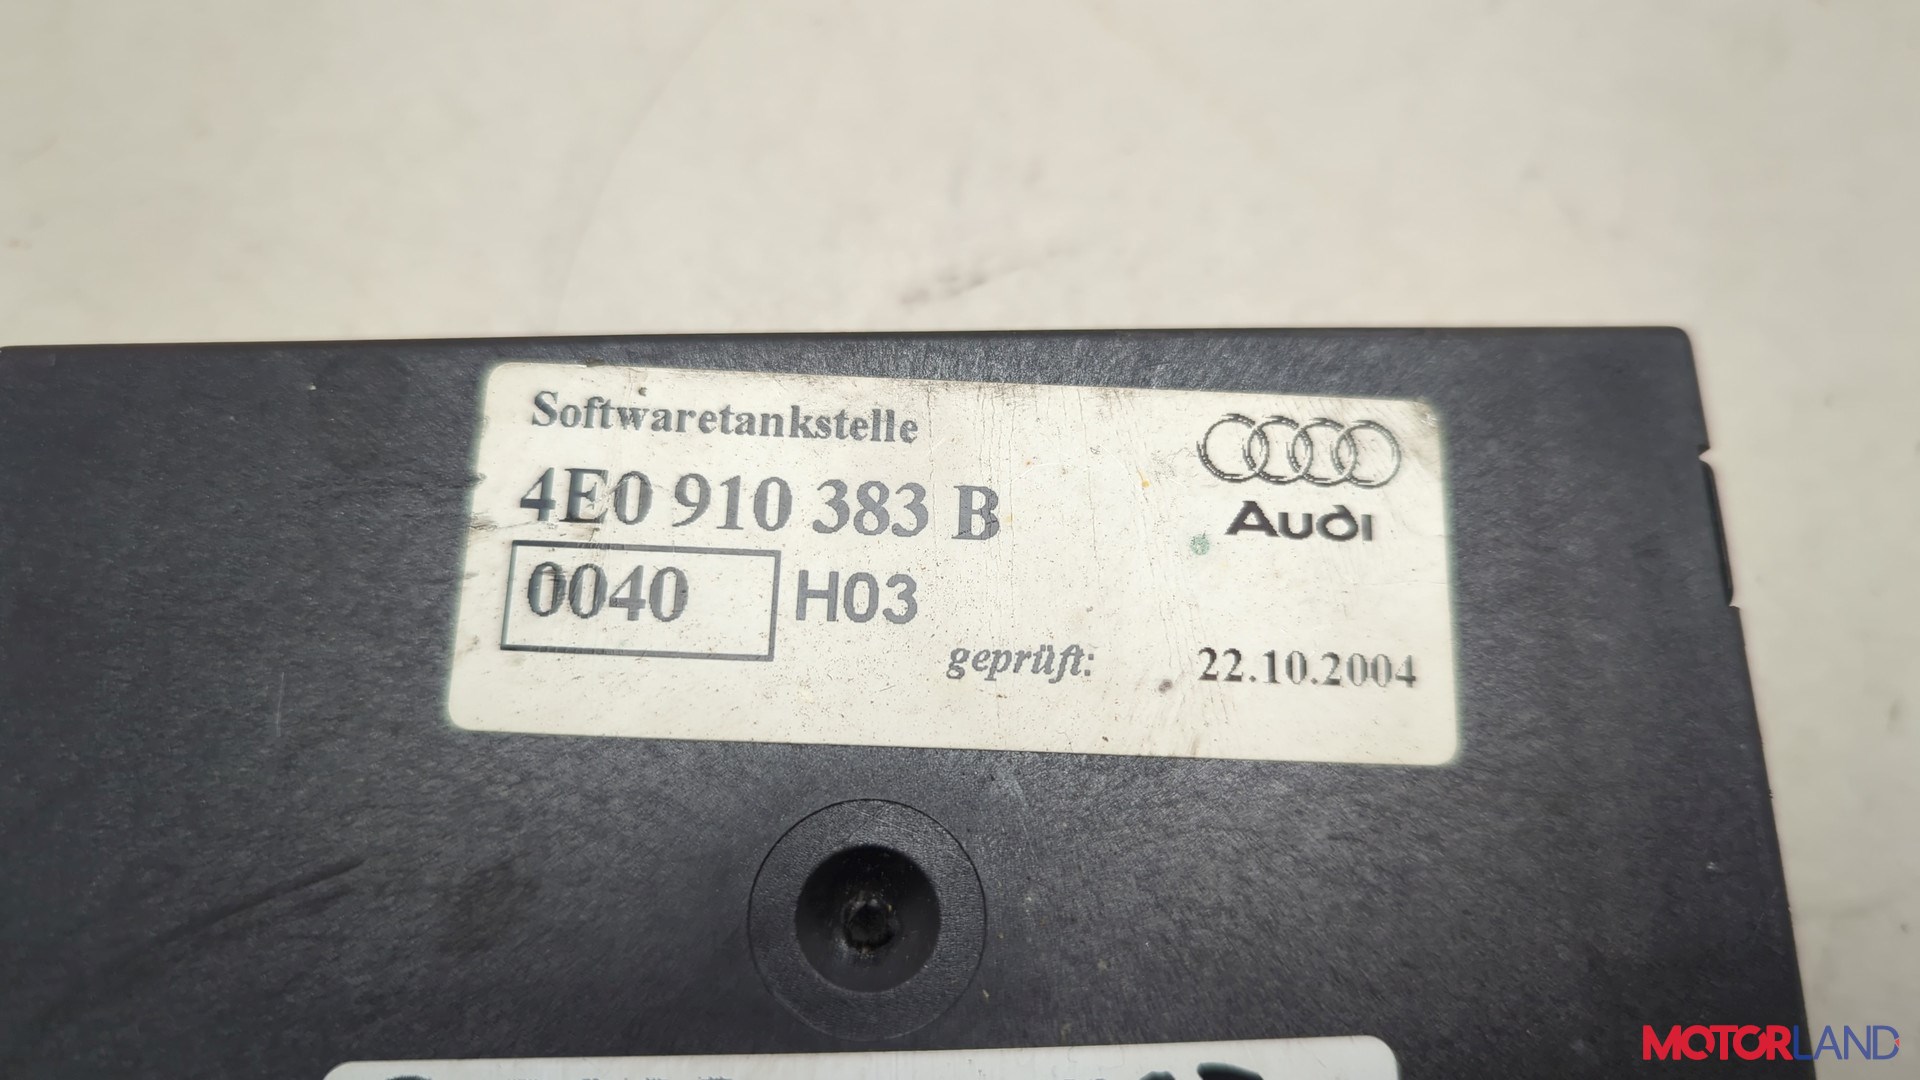 Softwaretankstelle
4E0 910 383 B
Audi
0040 H03
geprüft: 22.10.2004
MOTORLAND